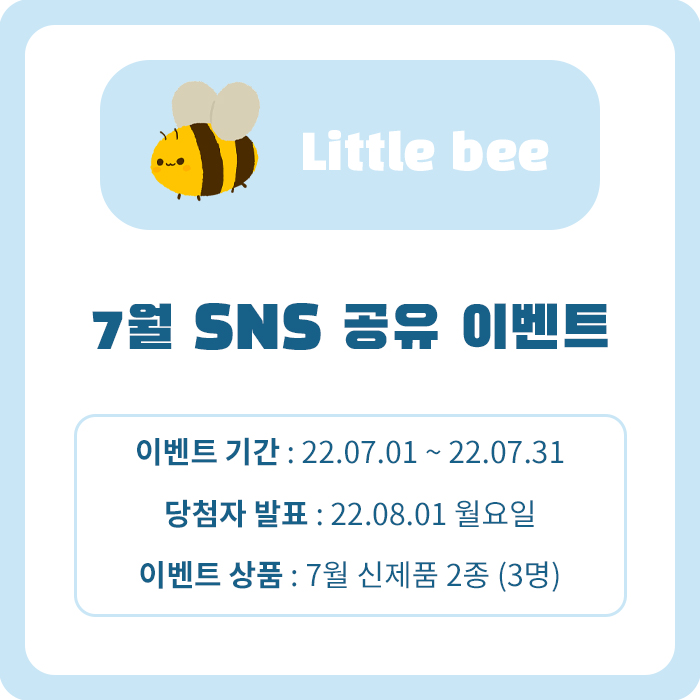 Little bee
7월 SNS 공유 이벤트
이벤트 기간 : 22.07.01 ~ 22.07.31
당첨자 발표 : 22.08.01 월요일
이벤트 상품 : 7월 신제품 2종 (3명)